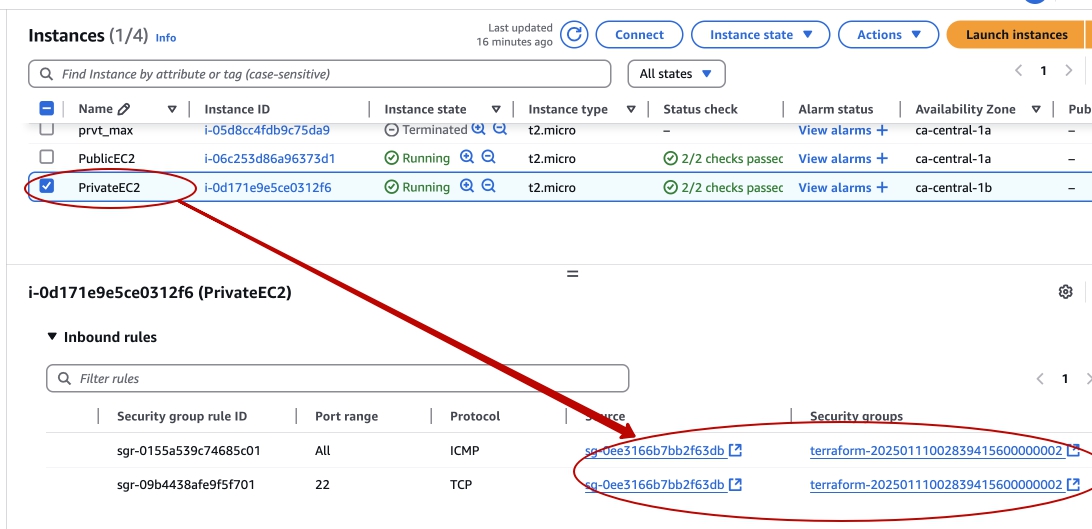 Instances (1/4) Info
Last updated
16 minutes ago
Connect Instance state Actions Launch instances
Find Instance by attribute or tag (case-sensitive) All states 1
Name Instance ID Instance state Instance type Status check Alarm status Availability Zone Pub
prvt_max i-05d8cc4fdb9c75da9 Terminated t2.micro – View alarms + ca-central-1a –
PublicEC2 i-06c253d86a96373d1 Running t2.micro 2/2 checks passec View alarms + ca-central-1a –
PrivateEC2 i-0d171e9e5ce0312f6 Running t2.micro 2/2 checks passec View alarms + ca-central-1b –
i-0d171e9e5ce0312f6 (PrivateEC2)
Inbound rules
Filter rules 1
Security group rule ID Port range Protocol Source Security groups
sgr-0155a539c74685c01 All ICMP sg-0ee3166b7bb2f63db terraform-20250111002839415600000002
sgr-09b4438afe9f5f701 22 TCP sg-0ee3166b7bb2f63db terraform-20250111002839415600000002